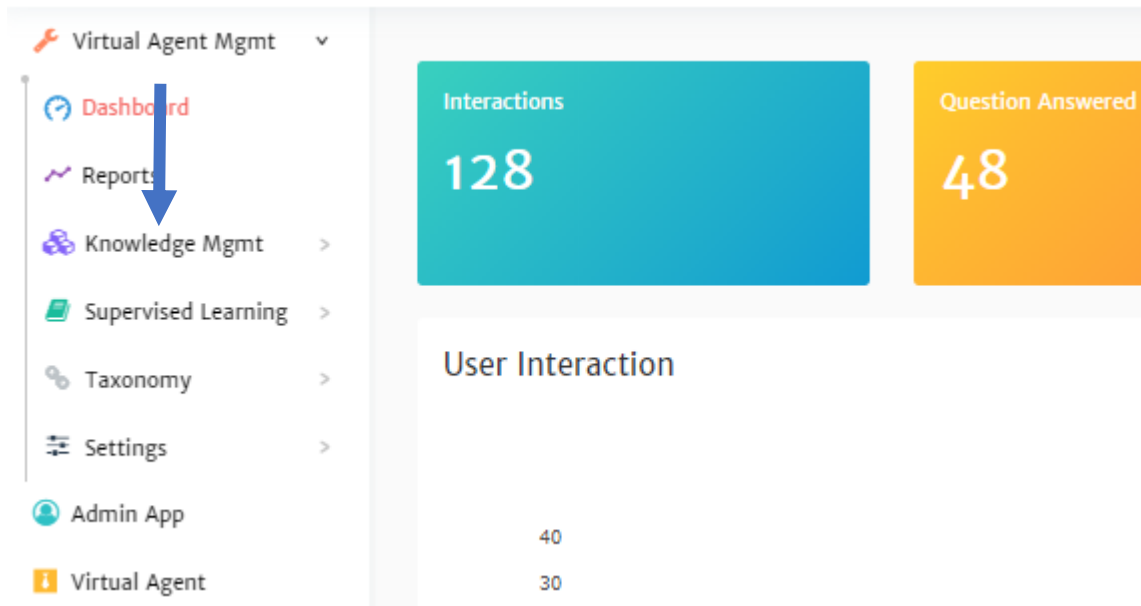 Virtual Agent Mgmt
Dashboard
Reports
Knowledge Mgmt
Supervised Learning
Taxonomy
Settings
Admin App
Virtual Agent
Interactions
128
Question Answered
48
User Interaction
40
30